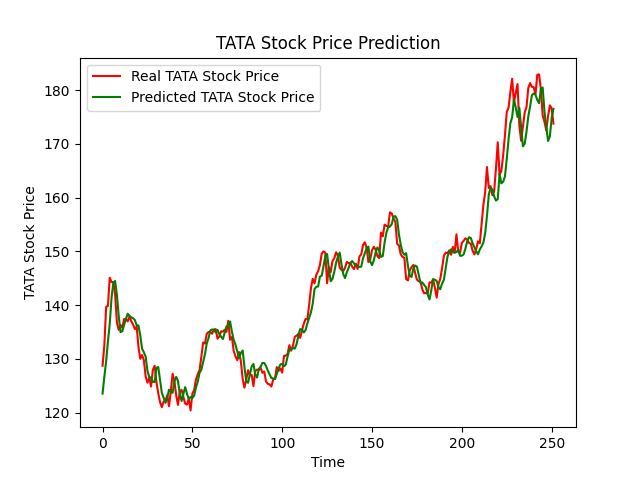 TATA Stock Price Prediction
Real TATA Stock Price
Predicted TATA Stock Price
TATA Stock Price
180
170
160
150
140
130
120
0 50 100 150 200 250
Time